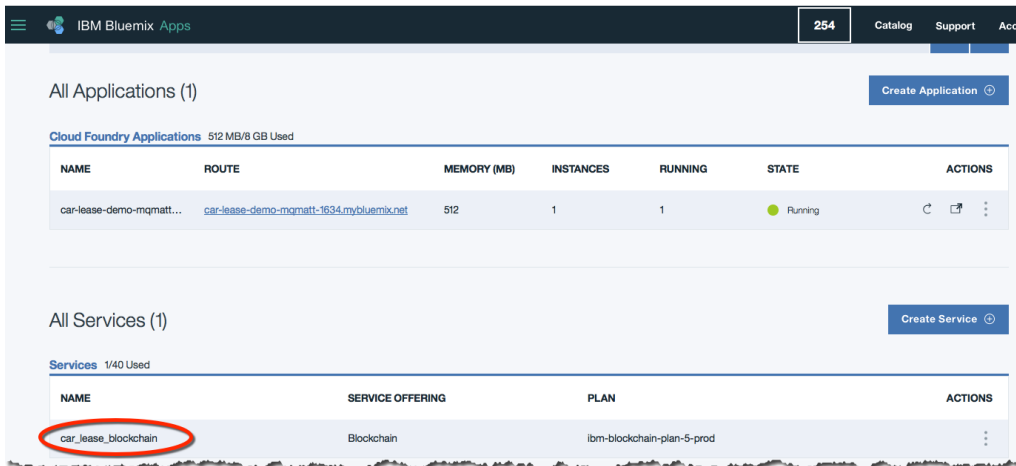 IBM Bluemix Apps 254 Catalog Support Acc
All Applications (1) Create Application
Cloud Foundry Applications 512 MB/8 GB Used
NAME ROUTE MEMORY (MB) INSTANCES RUNNING STATE ACTIONS
car-lease-demo-mqmatt... car-lease-demo-mqmatt-1634.mybluemix.net 512 1 1 Running
All Services (1) Create Service
Services 1/40 Used
NAME SERVICE OFFERING PLAN ACTIONS
car_lease_blockchain Blockchain ibm-blockchain-plan-5-prod